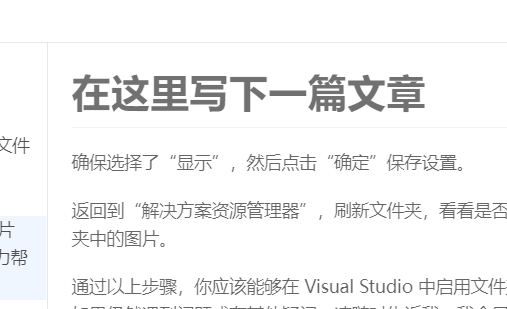 在这里写下一篇文章
文件
确保选择了“显示”，然后点击“确定”保存设置。
返回到“解决方案资源管理器”，刷新文件夹，看看是否
片
夹中的图片。
力帮
通过以上步骤，你应该能够在 Visual Studio 中启用文件